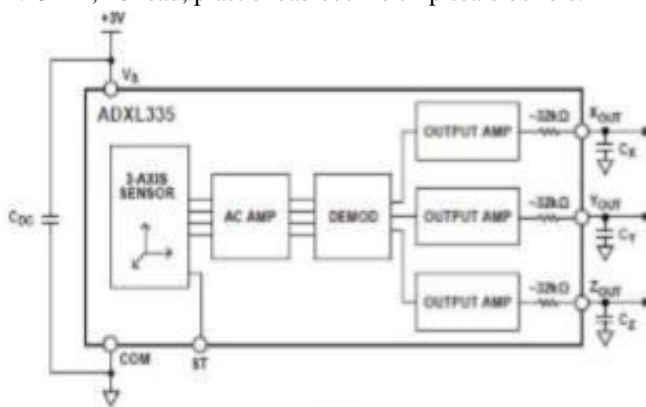 +3V
VS
ADXL335
3-AXIS
SENSOR
AC AMP
DEMOD
OUTPUT AMP
~32kΩ
XOUT
CX
OUTPUT AMP
~32kΩ
YOUT
CY
OUTPUT AMP
~32kΩ
ZOUT
CZ
CDC
COM
ST